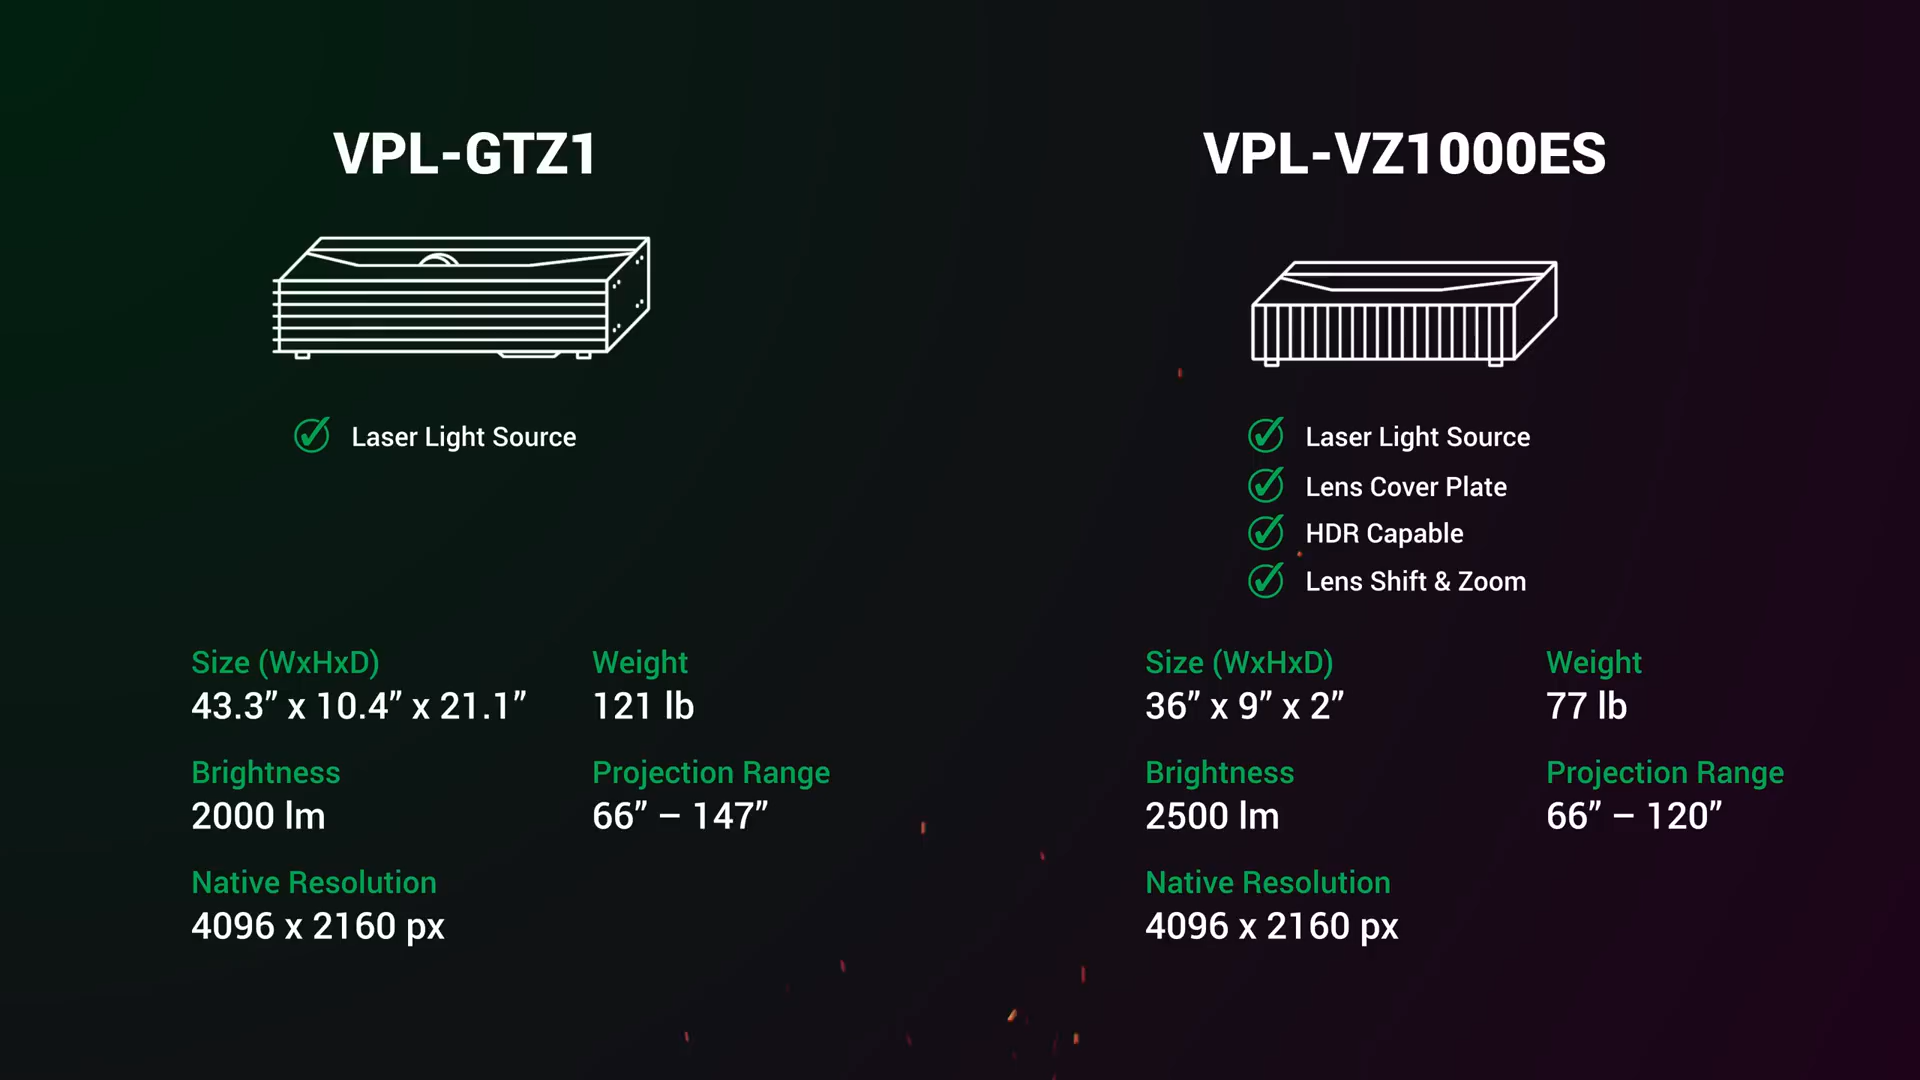 VPL-GTZ1
Laser Light Source
Size (WxHxD)
43.3” x 10.4” x 21.1”
Weight
121 lb
Brightness
2000 lm
Projection Range
66” – 147”
Native Resolution
4096 x 2160 px
VPL-VZ1000ES
Laser Light Source
Lens Cover Plate
HDR Capable
Lens Shift & Zoom
Size (WxHxD)
36” x 9” x 2”
Weight
77 lb
Brightness
2500 lm
Projection Range
66” – 120”
Native Resolution
4096 x 2160 px